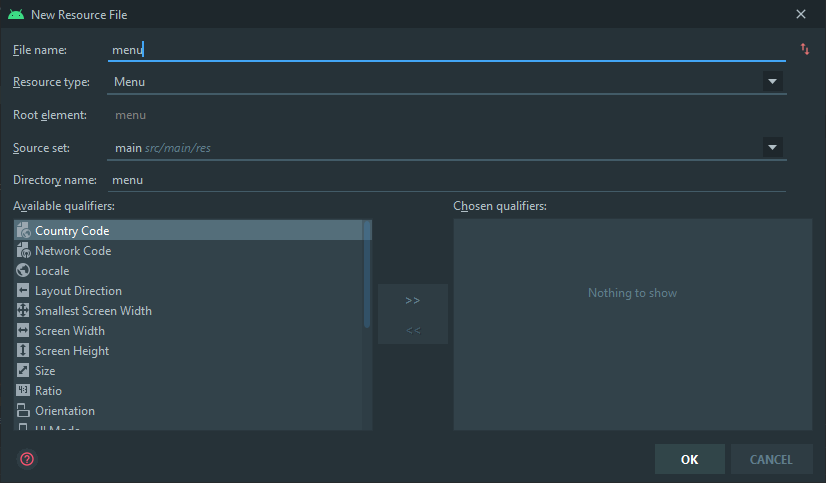 New Resource File
File name: menu
Resource type: Menu
Root element: menu
Source set: main src/main/res
Directory name: menu
Available qualifiers:
Chosen qualifiers:
Country Code
Network Code
Locale
Layout Direction
Smallest Screen Width
Screen Width
Screen Height
Size
Ratio
Orientation
UI Mode
>>
<<
Nothing to show
OK
CANCEL